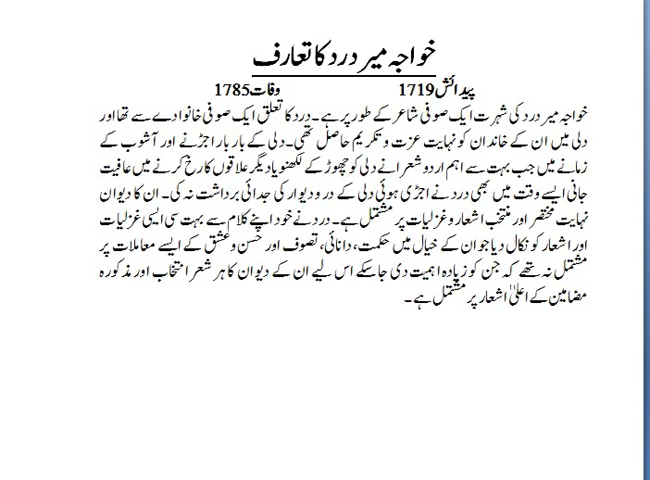 خواجہ میر درد کا تعارف
پیدائش 1719 وفات 1785
خواجہ میر درد کی شہرت ایک صوفی شاعر کے طور پر ہے۔ درد کا تعلق ایک صوفی خانوادے سے تھا اور
دلی میں ان کے خاندان کو نہایت عزت و تکریم حاصل تھی۔ دلی کے بار بار اجڑنے اور آشوب کے
زمانے میں جب بہت سے اہم اردو شعرا نے دلی کو چھوڑ کے لکھنو یا دیگر علاقوں کا رخ کرنے میں عافیت
جانی ایسے وقت میں بھی درد نے اجڑی ہوئی دلی کے در و دیوار کی جدائی برداشت نہ کی۔ ان کا دیوان
نہایت مختصر اور منتخب اشعار و غزلیات پر مشتمل ہے۔ درد نے خود اپنے کلام سے بہت سی ایسی غزلیات
اور اشعار کو نکال دیا جو ان کے خیال میں حکمت، دانائی، تصوف اور حسن و عشق کے ایسے معاملات پر
مشتمل نہ تھے کہ جن کو زیادہ اہمیت دی جاسکے اس لیے ان کے دیوان کا ہر شعر انتخاب اور مذکورہ
مضامین کے اعلیٰ اشعار پر مشتمل ہے۔